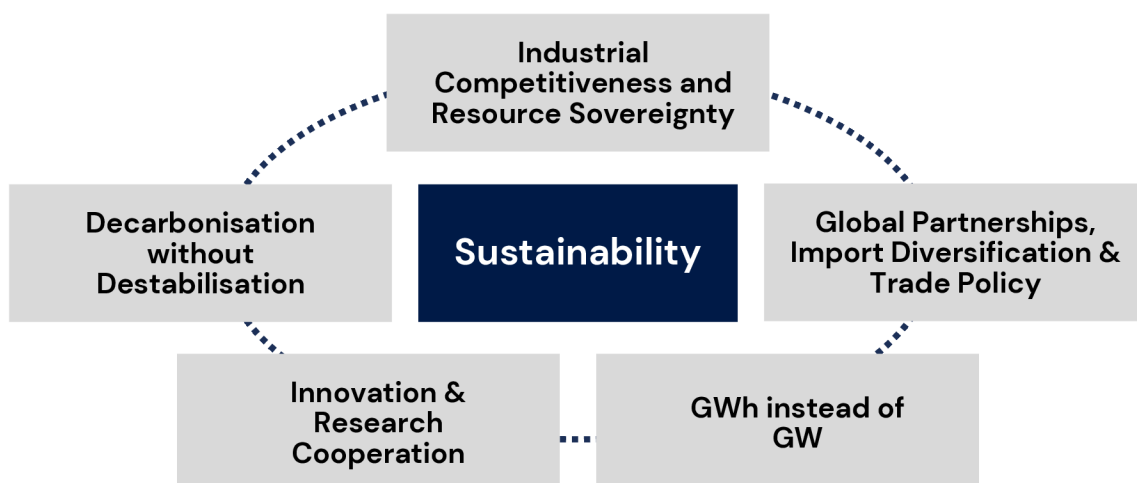 Industrial
Competitiveness and
Resource Sovereignty
Decarbonisation
without
Destabilisation
Sustainability
Global Partnerships,
Import Diversification &
Trade Policy
Innovation &
Research
Cooperation
GWh instead of
GW